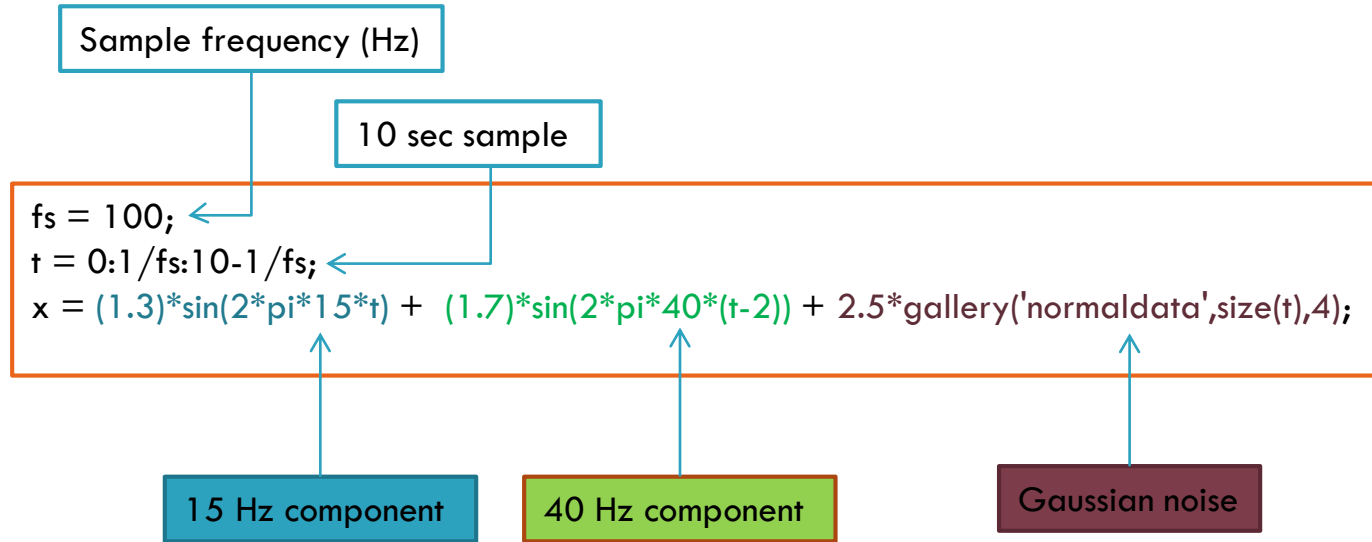 Sample frequency (Hz)
10 sec sample
fs = 100;
t = 0:1/fs:10-1/fs;
x = (1.3)*sin(2*pi*15*t) + (1.7)*sin(2*pi*40*(t-2)) + 2.5*gallery('normaldata',size(t),4);
15 Hz component
40 Hz component
Gaussian noise